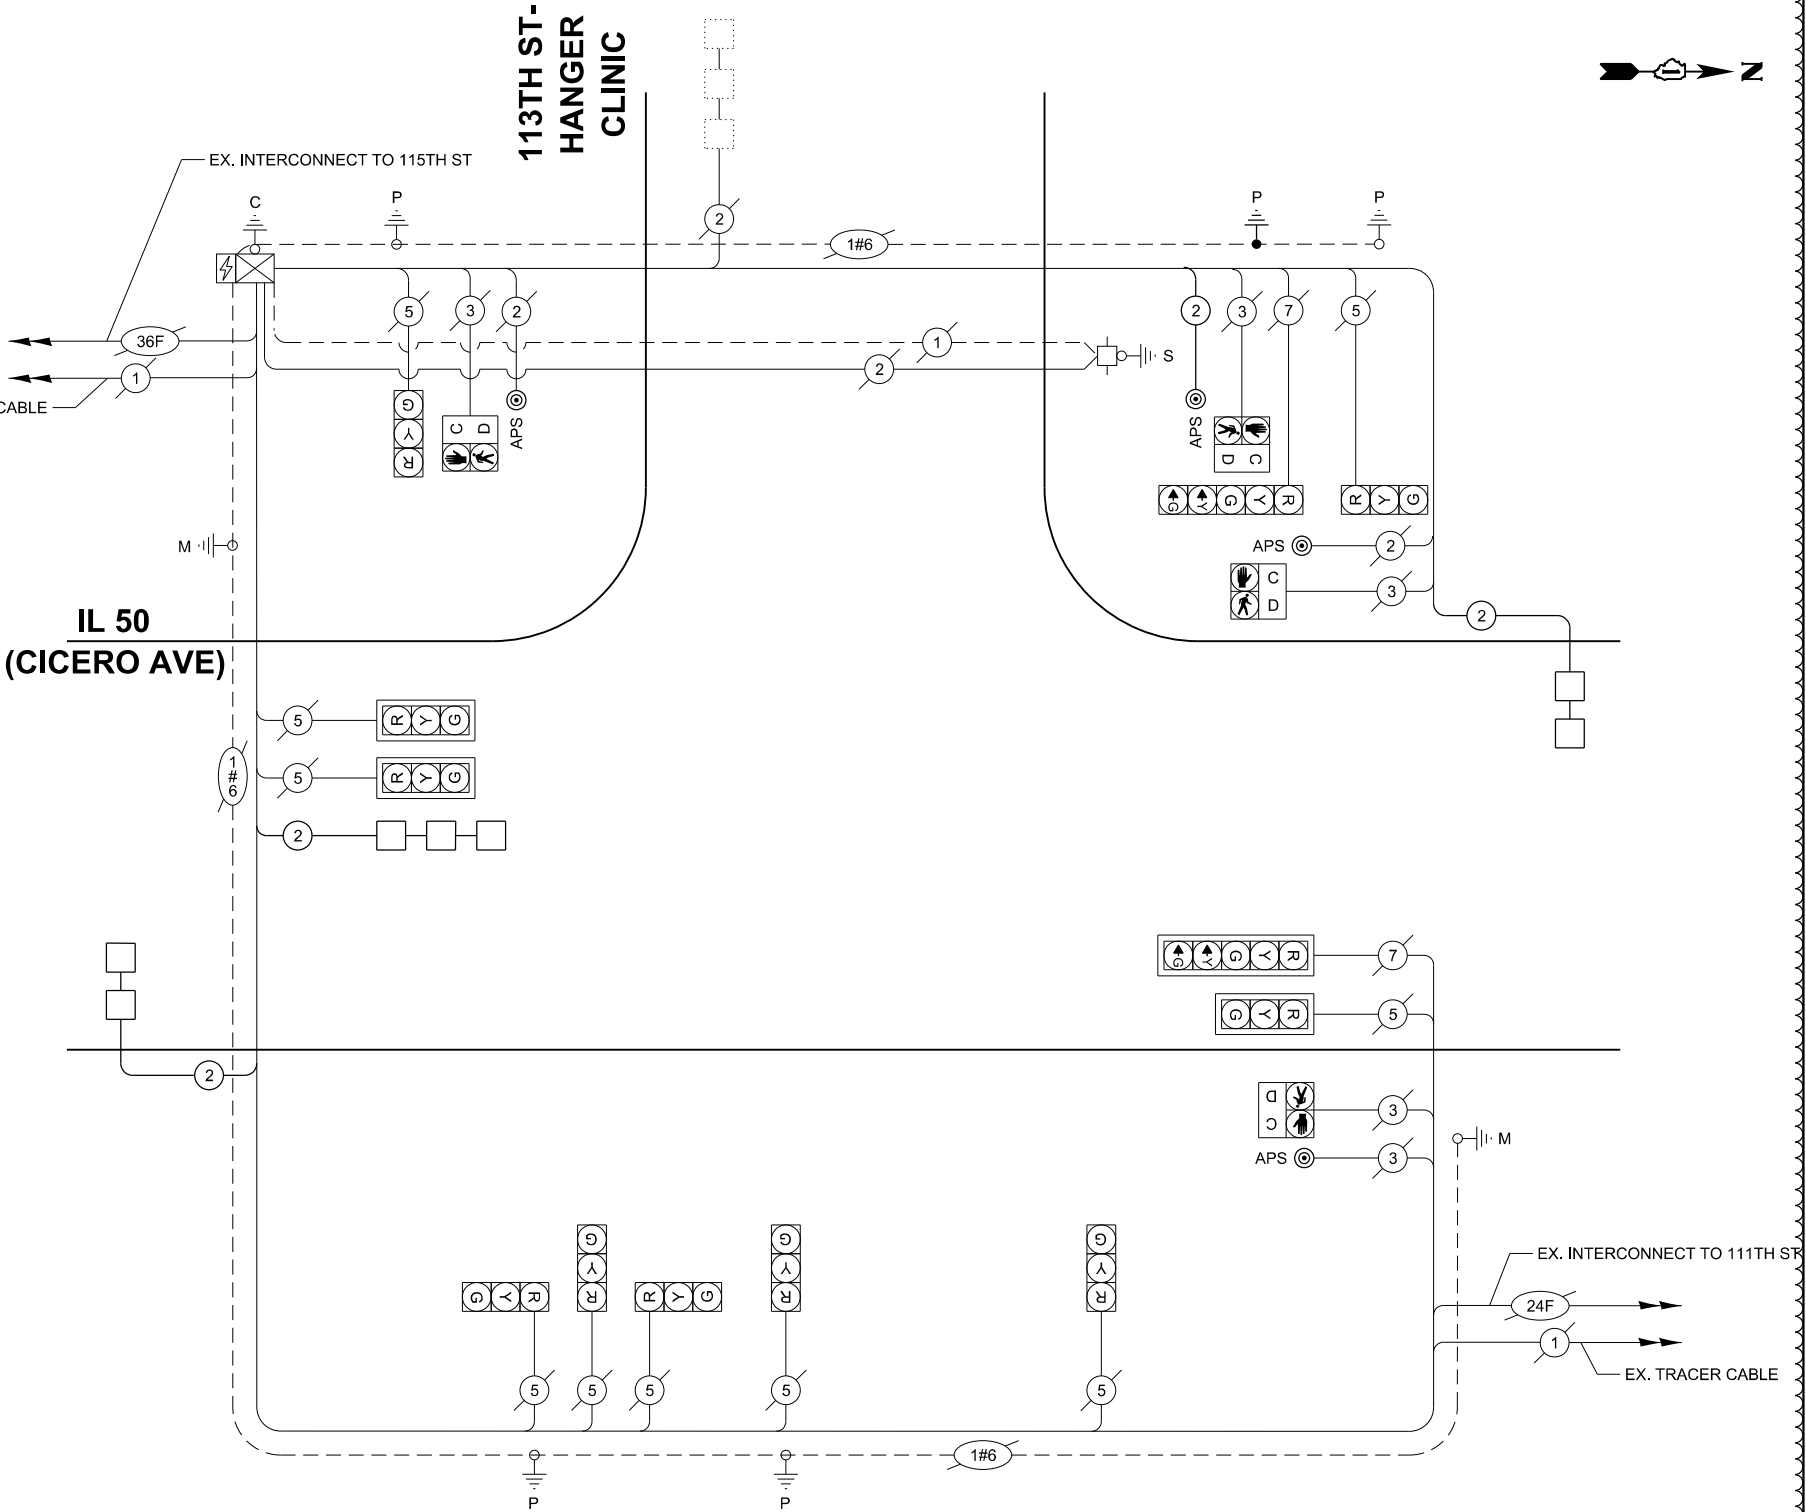 113TH ST-
HANGER
CLINIC
N
1
EX. INTERCONNECT TO 115TH ST
C
P
P
P
2
1#6
5
3
2
2
3
7
5
36F
1
1
2
S
CABLE
G
Y
R
C D
APS
APS
D C
G Y G Y R
R Y G
M
APS
2
C
D
3
2
IL 50
(CICERO AVE)
5
R Y G
1
#
6
5
R Y G
2
G Y G Y R
7
G Y R
5
2
D
C
3
APS
3
M
G
Y
R
G
Y
R
G
Y
R
G Y R
R Y G
EX. INTERCONNECT TO 111TH ST
24F
1
EX. TRACER CABLE
5
5
5
5
5
1#6
P
P